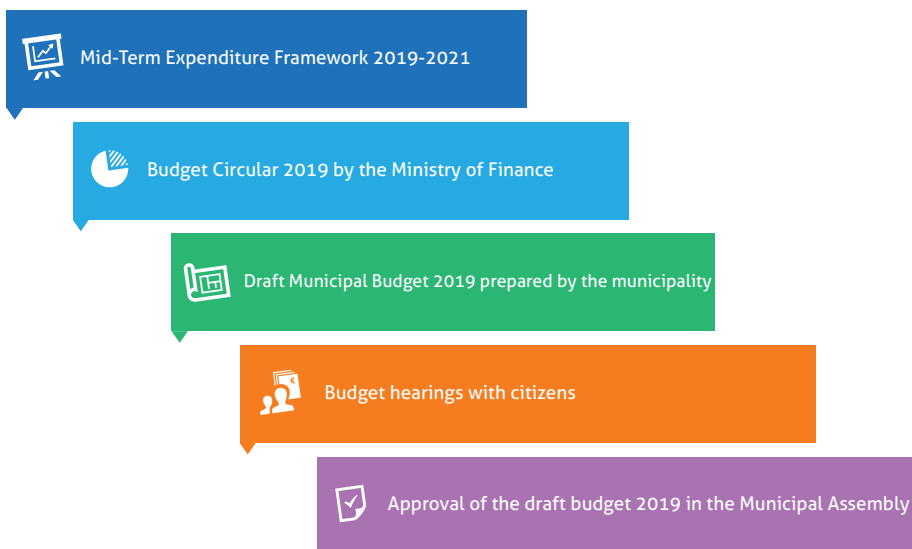 Mid-Term Expenditure Framework 2019-2021
Budget Circular 2019 by the Ministry of Finance
Draft Municipal Budget 2019 prepared by the municipality
Budget hearings with citizens
Approval of the draft budget 2019 in the Municipal Assembly